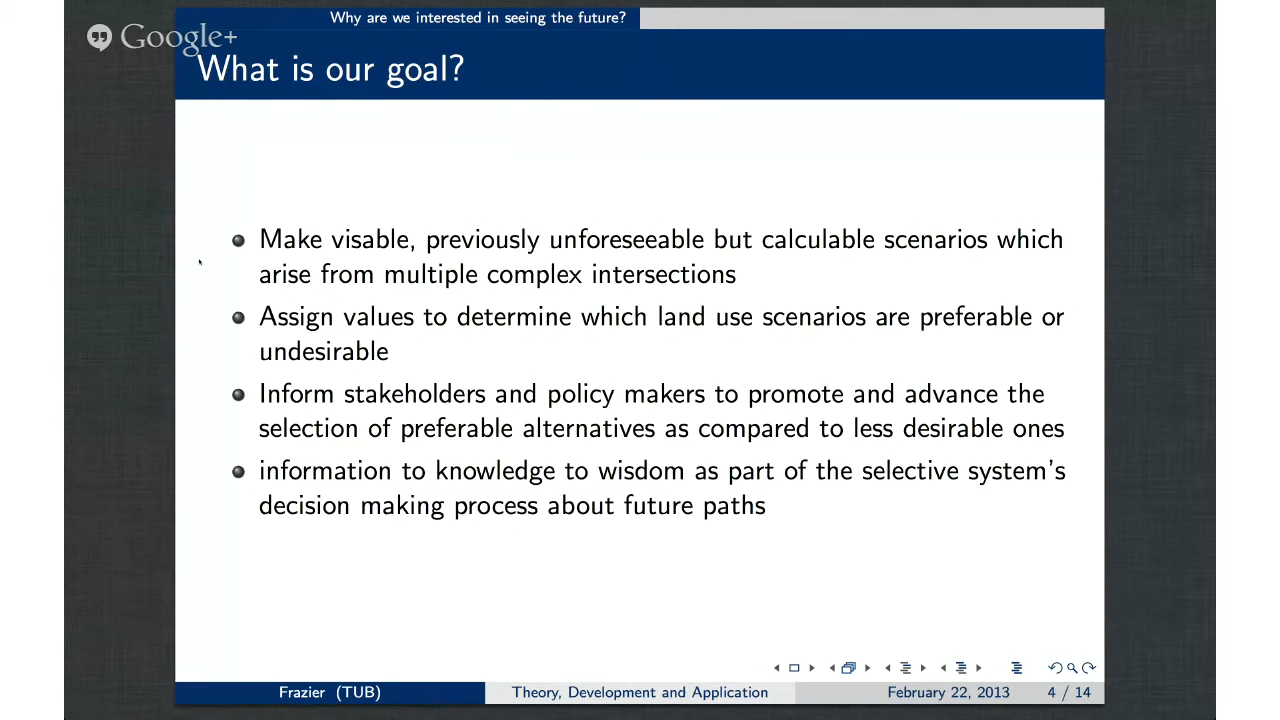 Why are we interested in seeing the future?
Google+
What is our goal?
Make visable, previously unforeseeable but calculable scenarios which
arise from multiple complex intersections
Assign values to determine which land use scenarios are preferable or
undesirable
Inform stakeholders and policy makers to promote and advance the
selection of preferable alternatives as compared to less desirable ones
information to knowledge to wisdom as part of the selective system's
decision making process about future paths
Frazier (TUB)
Theory, Development and Application
February 22, 2013
4 / 14